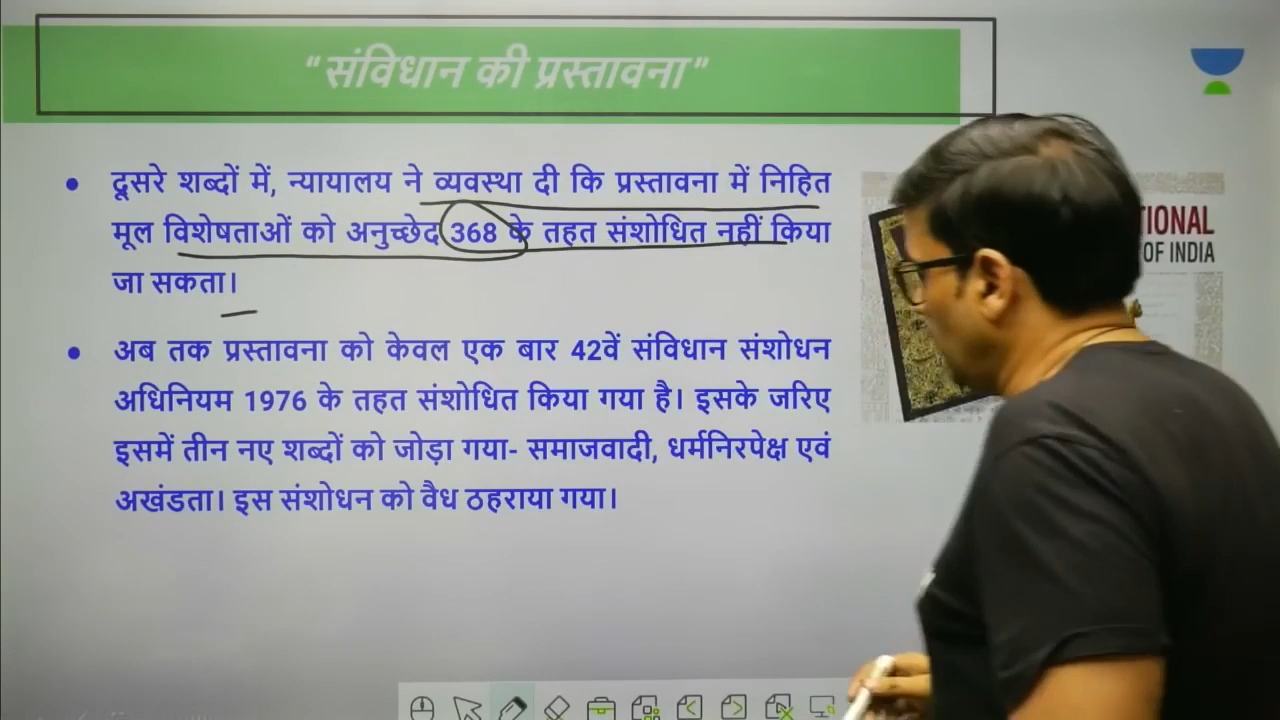 “संविधान की प्रस्तावना”
• दूसरे शब्दों में, न्यायालय ने व्यवस्था दी कि प्रस्तावना में निहित
मूल विशेषताओं को अनुच्छेद 368 के तहत संशोधित नहीं किया
जा सकता।
• अब तक प्रस्तावना को केवल एक बार 42वें संविधान संशोधन
अधिनियम 1976 के तहत संशोधित किया गया है। इसके जरिए
इसमें तीन नए शब्दों को जोड़ा गया- समाजवादी, धर्मनिरपेक्ष एवं
अखंडता। इस संशोधन को वैध ठहराया गया।
TIONAL
OF INDIA